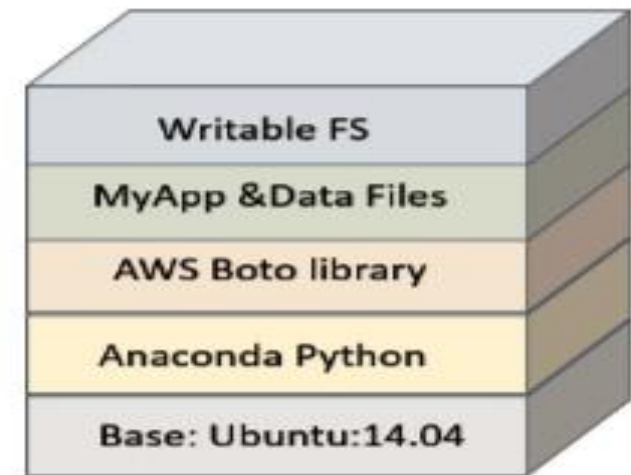 Writable FS
MyApp &Data Files
AWS Boto library
Anaconda Python
Base: Ubuntu:14.04